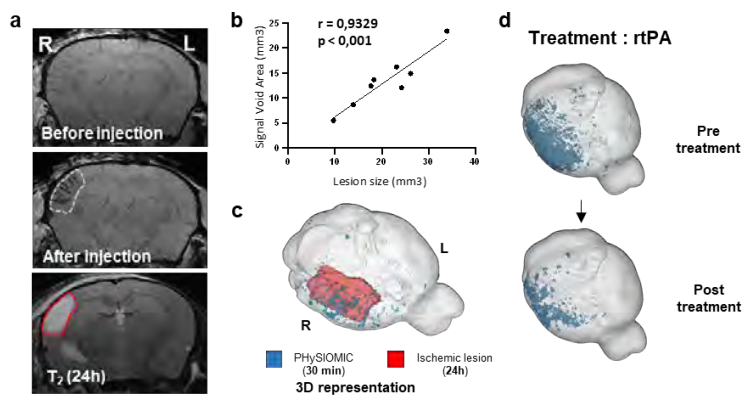 a
R
L
Before injection
After injection
T2 (24h)
b
r = 0,9329
p < 0,001
Signal Void Area (mm3)
25
20
15
10
5
0
0
10
20
30
40
Lesion size (mm3)
c
L
R
PHySIOMIC
(30 min)
Ischemic lesion
(24h)
3D representation
d
Treatment : rtPA
Pre
treatment
Post
treatment